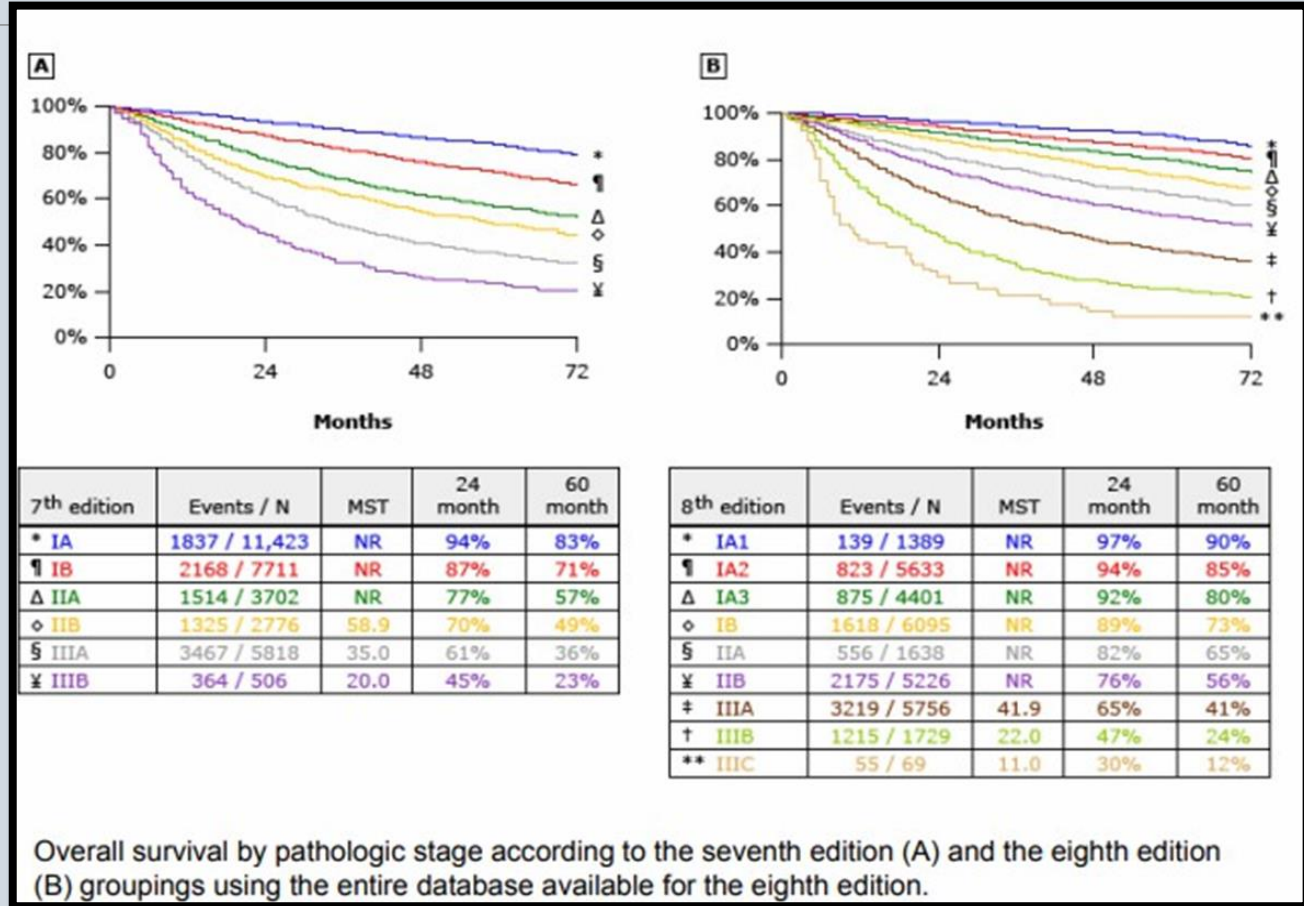 A
100%
80%
60%
40%
20%
0%
0 24 48 72
Months
*
¶
Δ
◇
§
¥
B
100%
80%
60%
40%
20%
0%
0 24 48 72
Months
*
¶
Δ
◇
§
¥
‡
†
**
7th edition Events / N MST 24 month 60 month
* IA 1837 / 11,423 NR 94% 83%
¶ IB 2168 / 7711 NR 87% 71%
Δ IIA 1514 / 3702 NR 77% 57%
◇ IIB 1325 / 2776 58.9 70% 49%
§ IIIA 3467 / 5818 35.0 61% 36%
¥ IIIB 364 / 506 20.0 45% 23%
8th edition Events / N MST 24 month 60 month
* IA1 139 / 1389 NR 97% 90%
¶ IA2 823 / 5633 NR 94% 85%
Δ IA3 875 / 4401 NR 92% 80%
◇ IB 1618 / 6095 NR 89% 73%
§ IIA 556 / 1638 NR 82% 65%
¥ IIB 2175 / 5226 NR 76% 56%
‡ IIIA 3219 / 5756 41.9 65% 41%
† IIIB 1215 / 1729 22.0 47% 24%
** IIIC 55 / 69 11.0 30% 12%
Overall survival by pathologic stage according to the seventh edition (A) and the eighth edition
(B) groupings using the entire database available for the eighth edition.